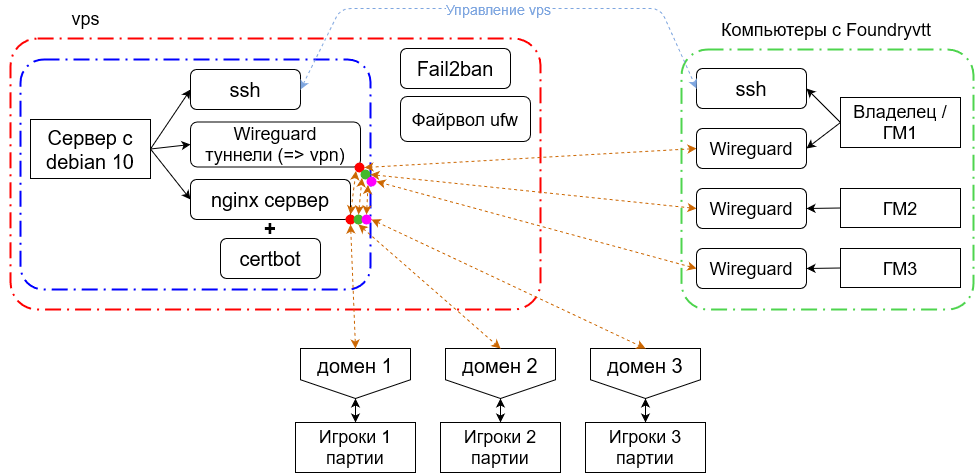 Управление vps
vps
Компьютеры с Foundryvtt
Fail2ban
ssh
Файрвол ufw
Сервер с
debian 10
Wireguard
туннели (=> vpn)
nginx сервер
+
certbot
ssh
Владелец /
ГМ1
Wireguard
Wireguard
ГМ2
Wireguard
ГМ3
домен 1
домен 2
домен 3
Игроки 1
партии
Игроки 2
партии
Игроки 3
партии